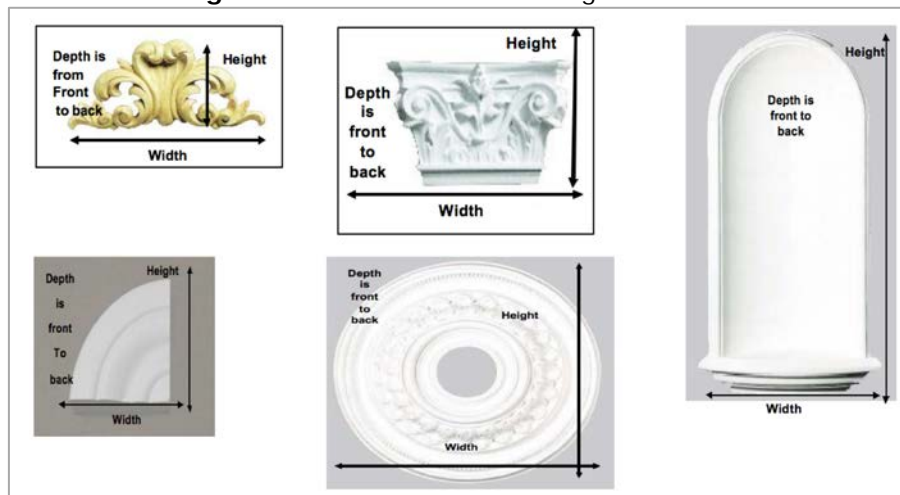 Depth is
from
Front
to back
Height
Width
Height
Depth
is
front
to
back
Width
Height
Depth is
front to
back
Width
Depth
is
front
To
back
Height
Width
Depth
is
front to
back
Height
Width